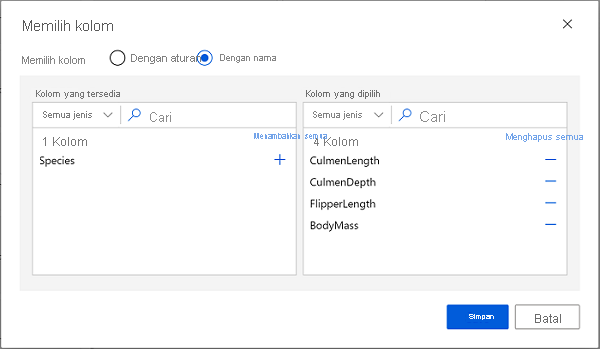 Memilih kolom
Memilih kolom Dengan aturan Dengan nama
Kolom yang tersedia
Semua jenis Cari
1 Kolom Menambahkan semua
Species
Kolom yang dipilih
Semua jenis Cari
4 Kolom Menghapus semua
CulmenLength
CulmenDepth
FlipperLength
BodyMass
Simpan Batal